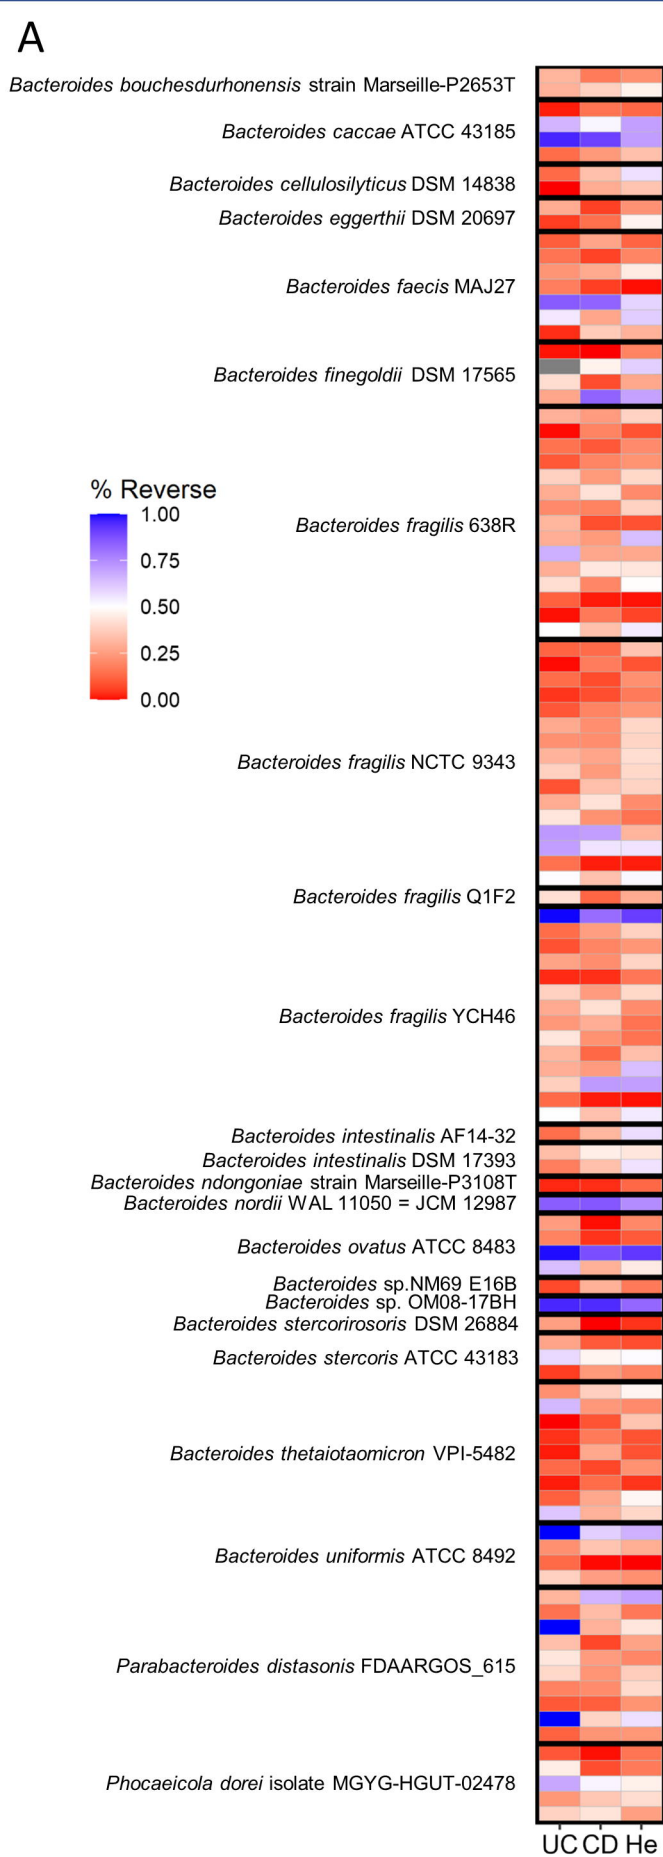 A
Bacteroides bouchesdurhonensis strain Marseille-P2653T
Bacteroides caccae ATCC 43185
Bacteroides cellulosilyticus DSM 14838
Bacteroides eggerthii DSM 20697
Bacteroides faecis MAJ27
Bacteroides finegoldii DSM 17565
% Reverse
1.00
0.75
0.50
0.25
0.00
Bacteroides fragilis 638R
Bacteroides fragilis NCTC 9343
Bacteroides fragilis Q1F2
Bacteroides fragilis YCH46
Bacteroides intestinalis AF14-32
Bacteroides intestinalis DSM 17393
Bacteroides ndongoniae strain Marseille-P3108T
Bacteroides nordii WAL 11050 = JCM 12987
Bacteroides ovatus ATCC 8483
Bacteroides sp.NM69 E16B
Bacteroides sp. OM08-17BH
Bacteroides stercorirosoris DSM 26884
Bacteroides stercoris ATCC 43183
Bacteroides thetaiotaomicron VPI-5482
Bacteroides uniformis ATCC 8492
Parabacteroides distasonis FDAARGOS_615
Phocaeicola dorei isolate MGYG-HGUT-02478
UC CD He